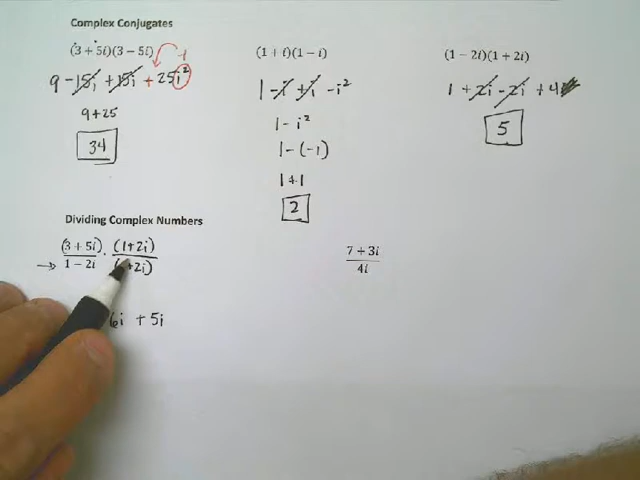 Complex Conjugates
(3 + 5i)(3 − 5i)
-1
9 − 15i + 15i + 25i²
9 + 25
34
(1 + i)(1 − i)
1 − i + i − i²
1 − i²
1 − (−1)
1 + 1
2
(1 − 2i)(1 + 2i)
1 + 2i − 2i + 4
5
Dividing Complex Numbers
(3 + 5i) · (1 + 2i)
→ 1 − 2i ( + 2i)
6i + 5i
7 + 3i
4i